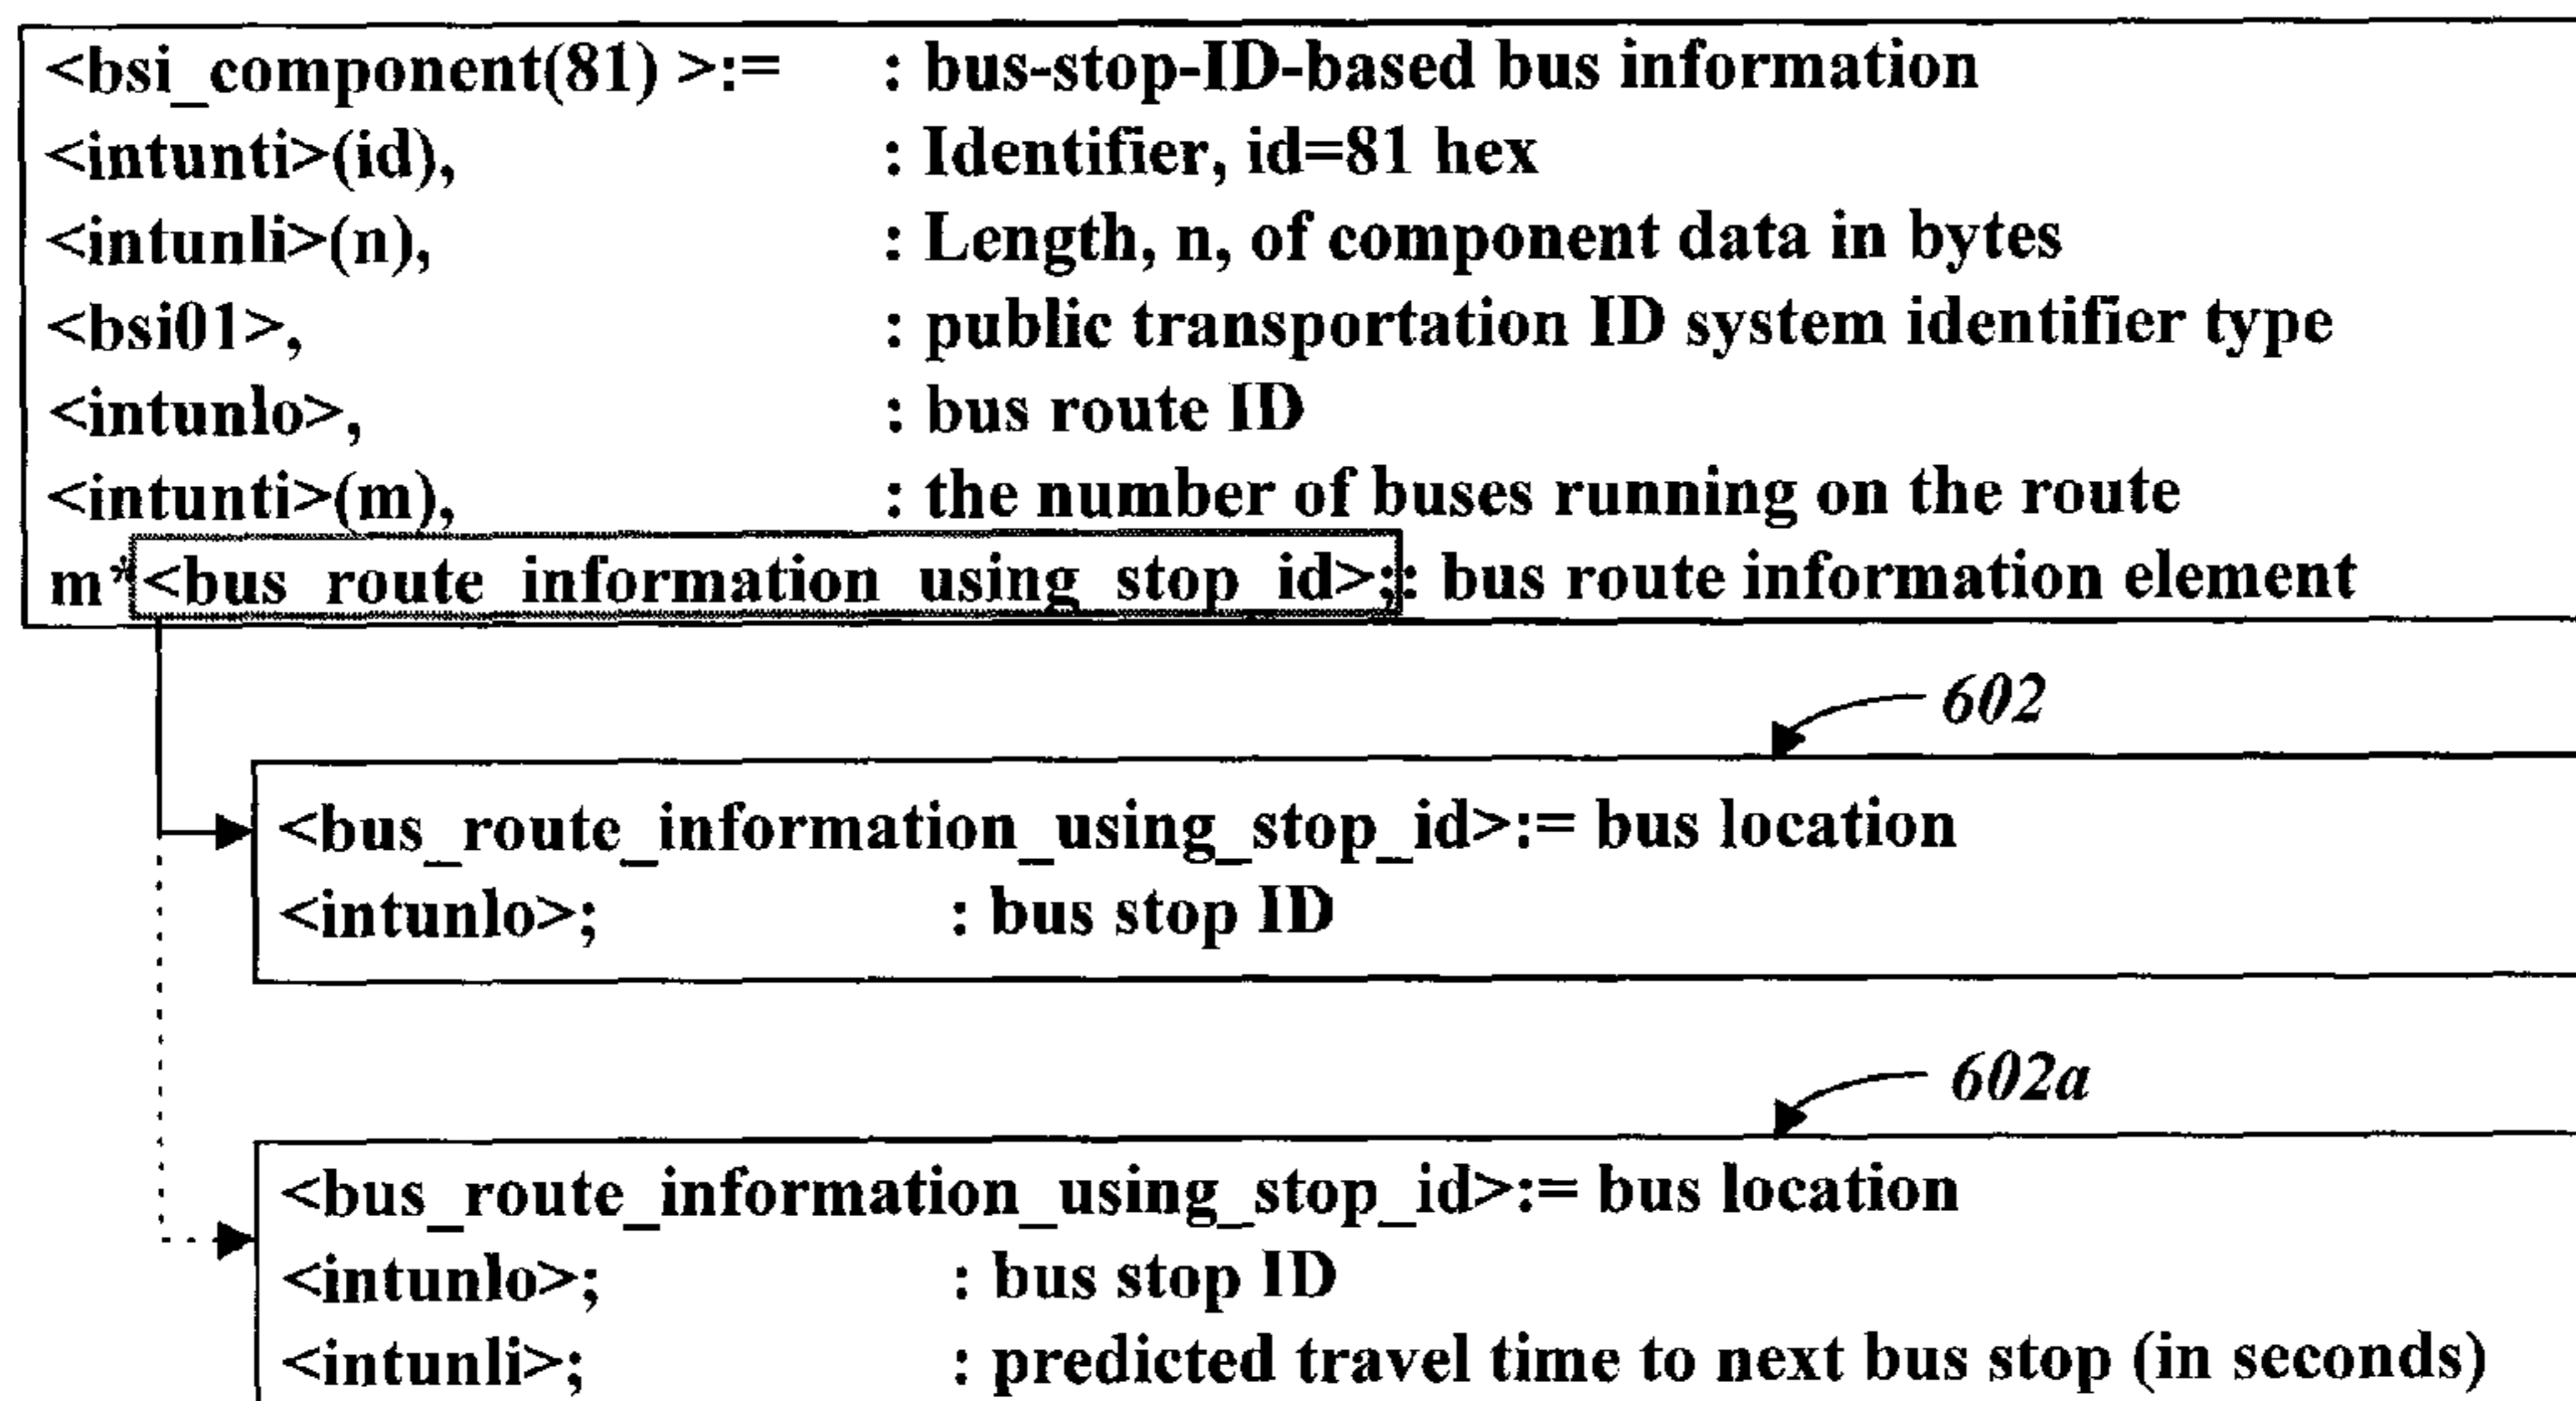 <bsi_component(81) >:= : bus-stop-ID-based bus information
<intunti>(id), : Identifier, id=81 hex
<intunli>(n), : Length, n, of component data in bytes
<bsi01>, : public transportation ID system identifier type
<intunlo>, : bus route ID
<intunti>(m), : the number of buses running on the route
m*<bus_route_information_using_stop_id>;: bus route information element
602
<bus_route_information_using_stop_id>:= bus location
<intunlo>; : bus stop ID
602a
<bus_route_information_using_stop_id>:= bus location
<intunlo>; : bus stop ID
<intunli>; : predicted travel time to next bus stop (in seconds)